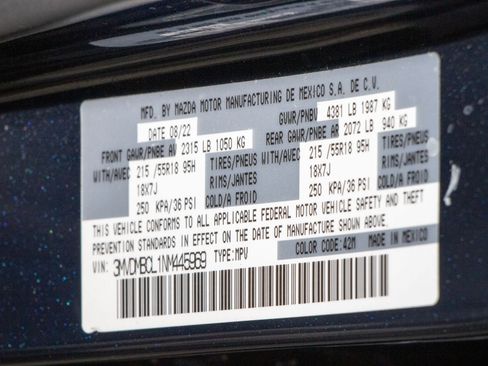 MFD. BY MAZDA MOTOR MANUFACTURING DE MEXICO S.A. DE C.V.
DATE 08/22 GVWR/PNBV 4381 LB 1987 KG
FRONT GAWR/PNBE AV 2315 LB 1050 KG REAR GAWR/PNBE AR 2072 LB 940 KG
WITH/AVEC 215 /55R18 95H TIRES/PNEUS WITH/AVEC 215 /55R18 95H TIRES/PNEUS
18X7J RIMS/JANTES 18X7J RIMS/JANTES
250 KPA/36 PSI COLD/A FROID 250 KPA/36 PSI COLD/A FROID
THIS VEHICLE CONFORMS TO ALL APPLICABLE FEDERAL MOTOR VEHICLE SAFETY AND THEFT
PREVENTION STANDARDS IN EFFECT ON THE DATE OF MANUFACTURE SHOWN ABOVE.
VIN: 3MVDMBCL1NM445969 TYPE:MPV COLOR CODE:42M MADE IN MEXICO